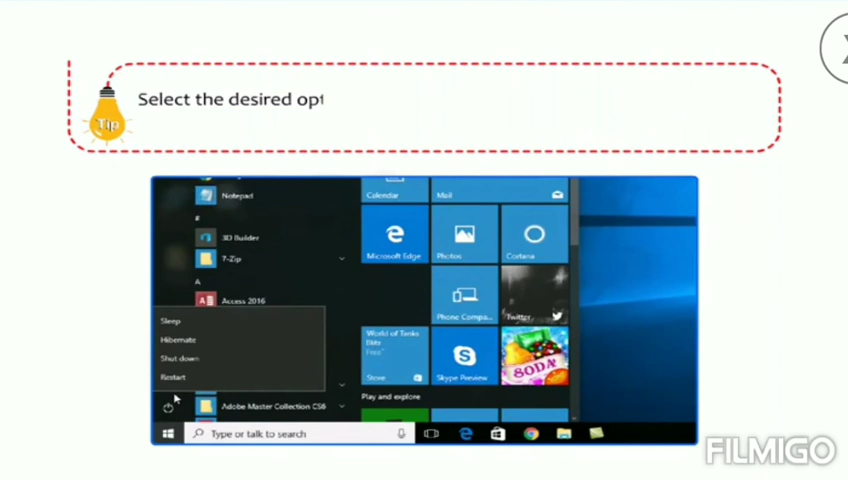 Select the desired opt
Tip
Notepad
Calendar
Mail
#
3D Builder
7-Zip
Microsoft Edge
Photos
Cortana
A
Access 2016
Phone Compa...
Twitter
Sleep
Hibernate
Shut down
Restart
World of Tanks
Blitz
Free*
Store
Skype Preview
SODA
Adobe Master Collection CS6
Play and explore
Type or talk to search
FILMIGO